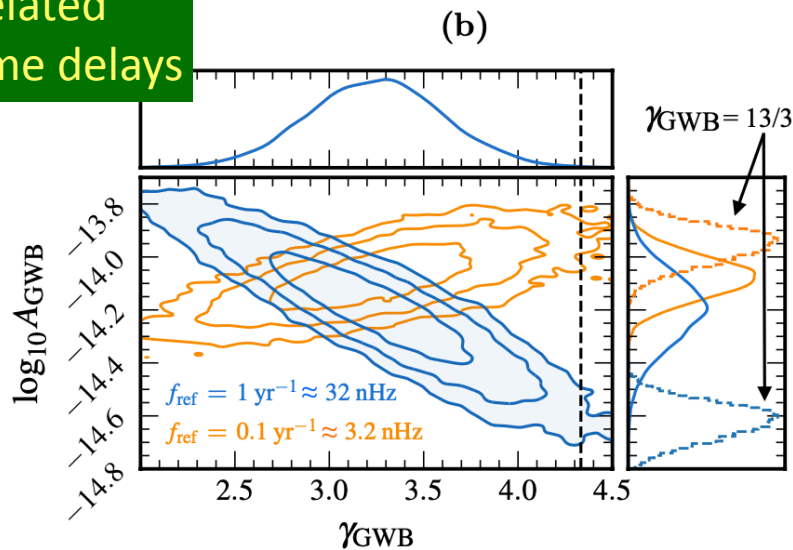 me delays
(b)
γGWB = 13/3
log10 AGWB
−13.8
−14.0
−14.2
−14.4
−14.6
−14.8
fref = 1 yr−1 ≈ 32 nHz
fref = 0.1 yr−1 ≈ 3.2 nHz
2.5 3.0 3.5 4.0 4.5
γGWB